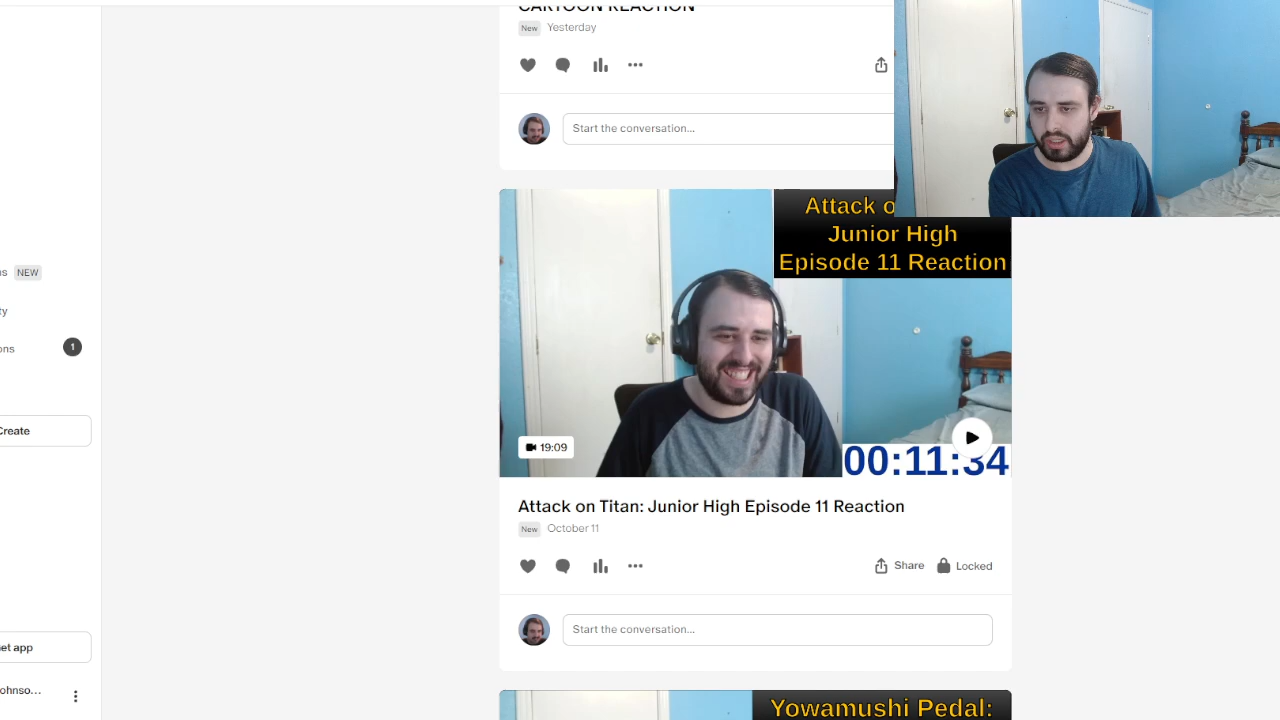 CARTOON REACTION
New Yesterday
Start the conversation...
Attack o
Junior High
Episode 11 Reaction
s NEW
ty
ons 1
19:09
00:11:34
Create
Attack on Titan: Junior High Episode 11 Reaction
New October 11
Share Locked
Start the conversation...
et app
ohnso...
Yowamushi Pedal: